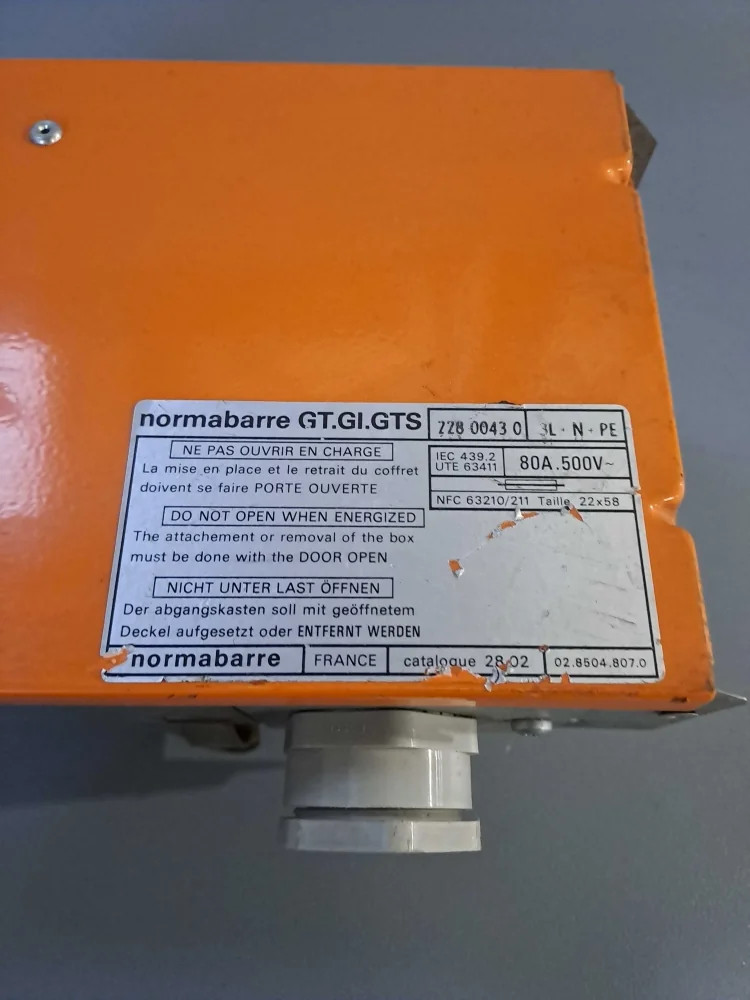 normabarre GT.GI.GTS
228 0043 0
3L + N + PE
NE PAS OUVRIR EN CHARGE
La mise en place et le retrait du coffret
doivent se faire PORTE OUVERTE
IEC 439.2
UTE 63411
80A.500V~
NFC 63210/211 Taille 22x58
DO NOT OPEN WHEN ENERGIZED
The attachement or removal of the box
must be done with the DOOR OPEN
NICHT UNTER LAST ÖFFNEN
Der abgangskasten soll mit geöffnetem
Deckel aufgesetzt oder ENTFERNT WERDEN
normabarre
FRANCE
catalogue 28.02
02.8504.807.0